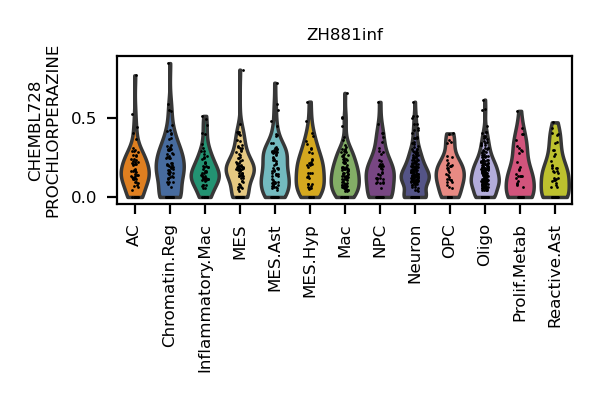 ZH881inf
CHEMBL728
PROCHLORPERAZINE
0.5
0.0
AC
Chromatin.Reg
Inflammatory.Mac
MES
MES.Ast
MES.Hyp
Mac
NPC
Neuron
OPC
Oligo
Prolif.Metab
Reactive.Ast